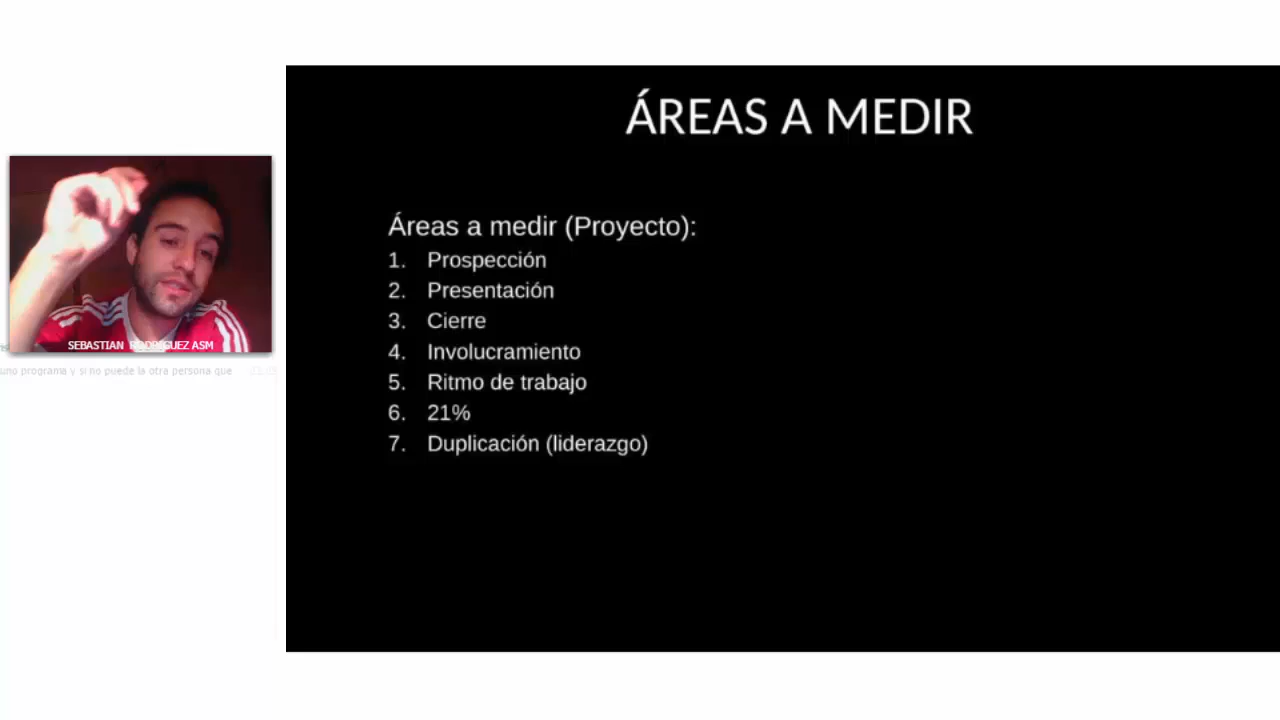 ÁREAS A MEDIR
Áreas a medir (Proyecto):
1. Prospección
2. Presentación
3. Cierre
4. Involucramiento
5. Ritmo de trabajo
6. 21%
7. Duplicación (liderazgo)
SEBASTIAN RODRIGUEZ ASM
uno programa y si no puede la otra persona que